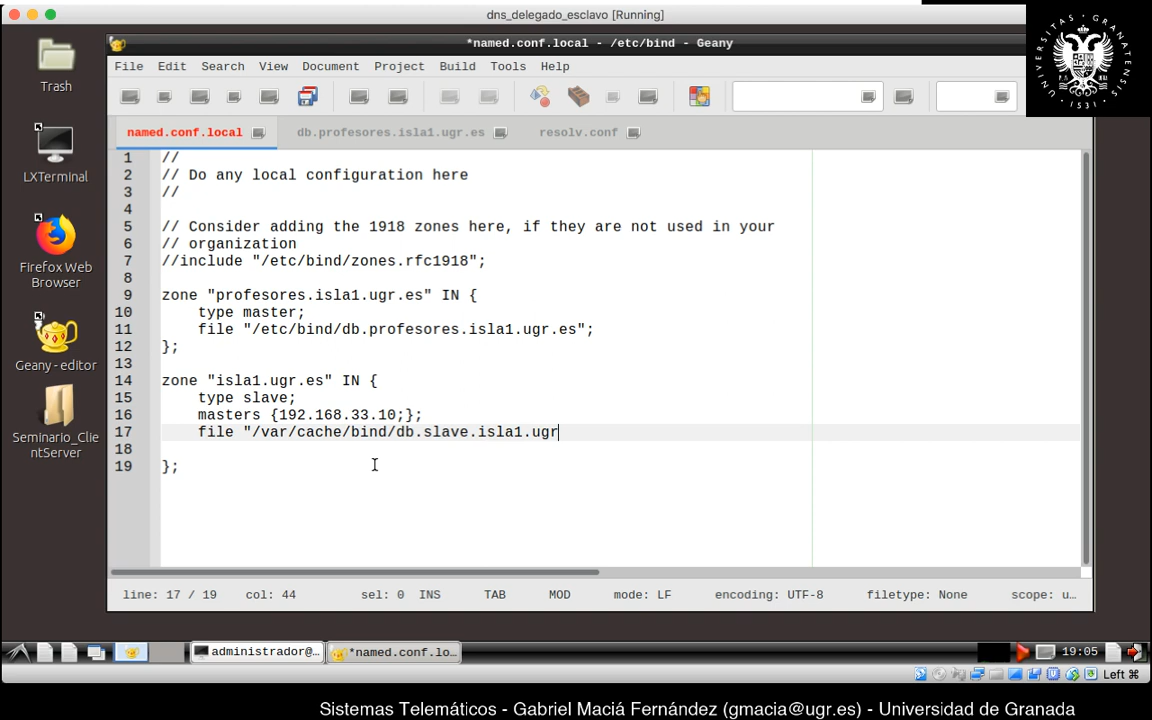 dns_delegado_esclavo [Running]
*named.conf.local - /etc/bind - Geany
File Edit Search View Document Project Build Tools Help
named.conf.local db.profesores.isla1.ugr.es resolv.conf
1 //
2 // Do any local configuration here
3 //
4
5 // Consider adding the 1918 zones here, if they are not used in your
6 // organization
7 //include "/etc/bind/zones.rfc1918";
8
9 zone "profesores.isla1.ugr.es" IN {
10 type master;
11 file "/etc/bind/db.profesores.isla1.ugr.es";
12 };
13
14 zone "isla1.ugr.es" IN {
15 type slave;
16 masters {192.168.33.10;};
17 file "/var/cache/bind/db.slave.isla1.ugr
18
19 };
line: 17 / 19 col: 44 sel: 0 INS TAB MOD mode: LF encoding: UTF-8 filetype: None scope: u…
Trash
LXTerminal
Firefox Web
Browser
Geany - editor
Seminario_Clie
ntServer
UNIVERSITAS GRANATENSIS
1531
administrador@… *named.conf.lo… 19:05
Left ⌘
Sistemas Telemáticos - Gabriel Maciá Fernández (gmacia@ugr.es) - Universidad de Granada